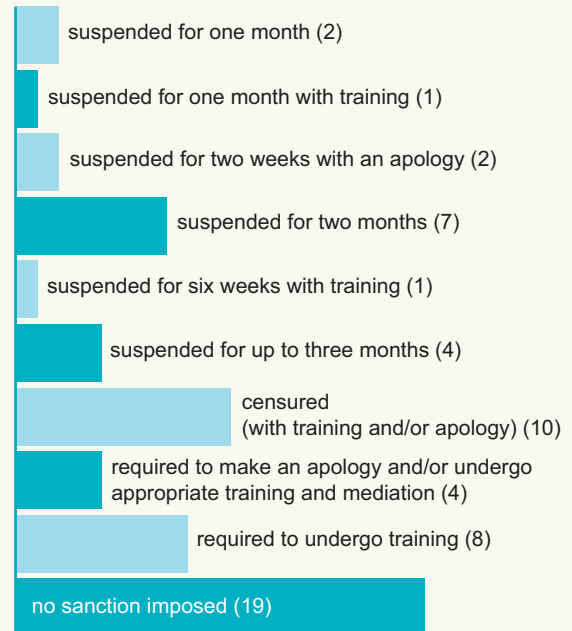 suspended for one month (2)
suspended for one month with training (1)
suspended for two weeks with an apology (2)
suspended for two months (7)
suspended for six weeks with training (1)
suspended for up to three months (4)
censured
(with training and/or apology) (10)
required to make an apology and/or undergo
appropriate training and mediation (4)
required to undergo training (8)
no sanction imposed (19)